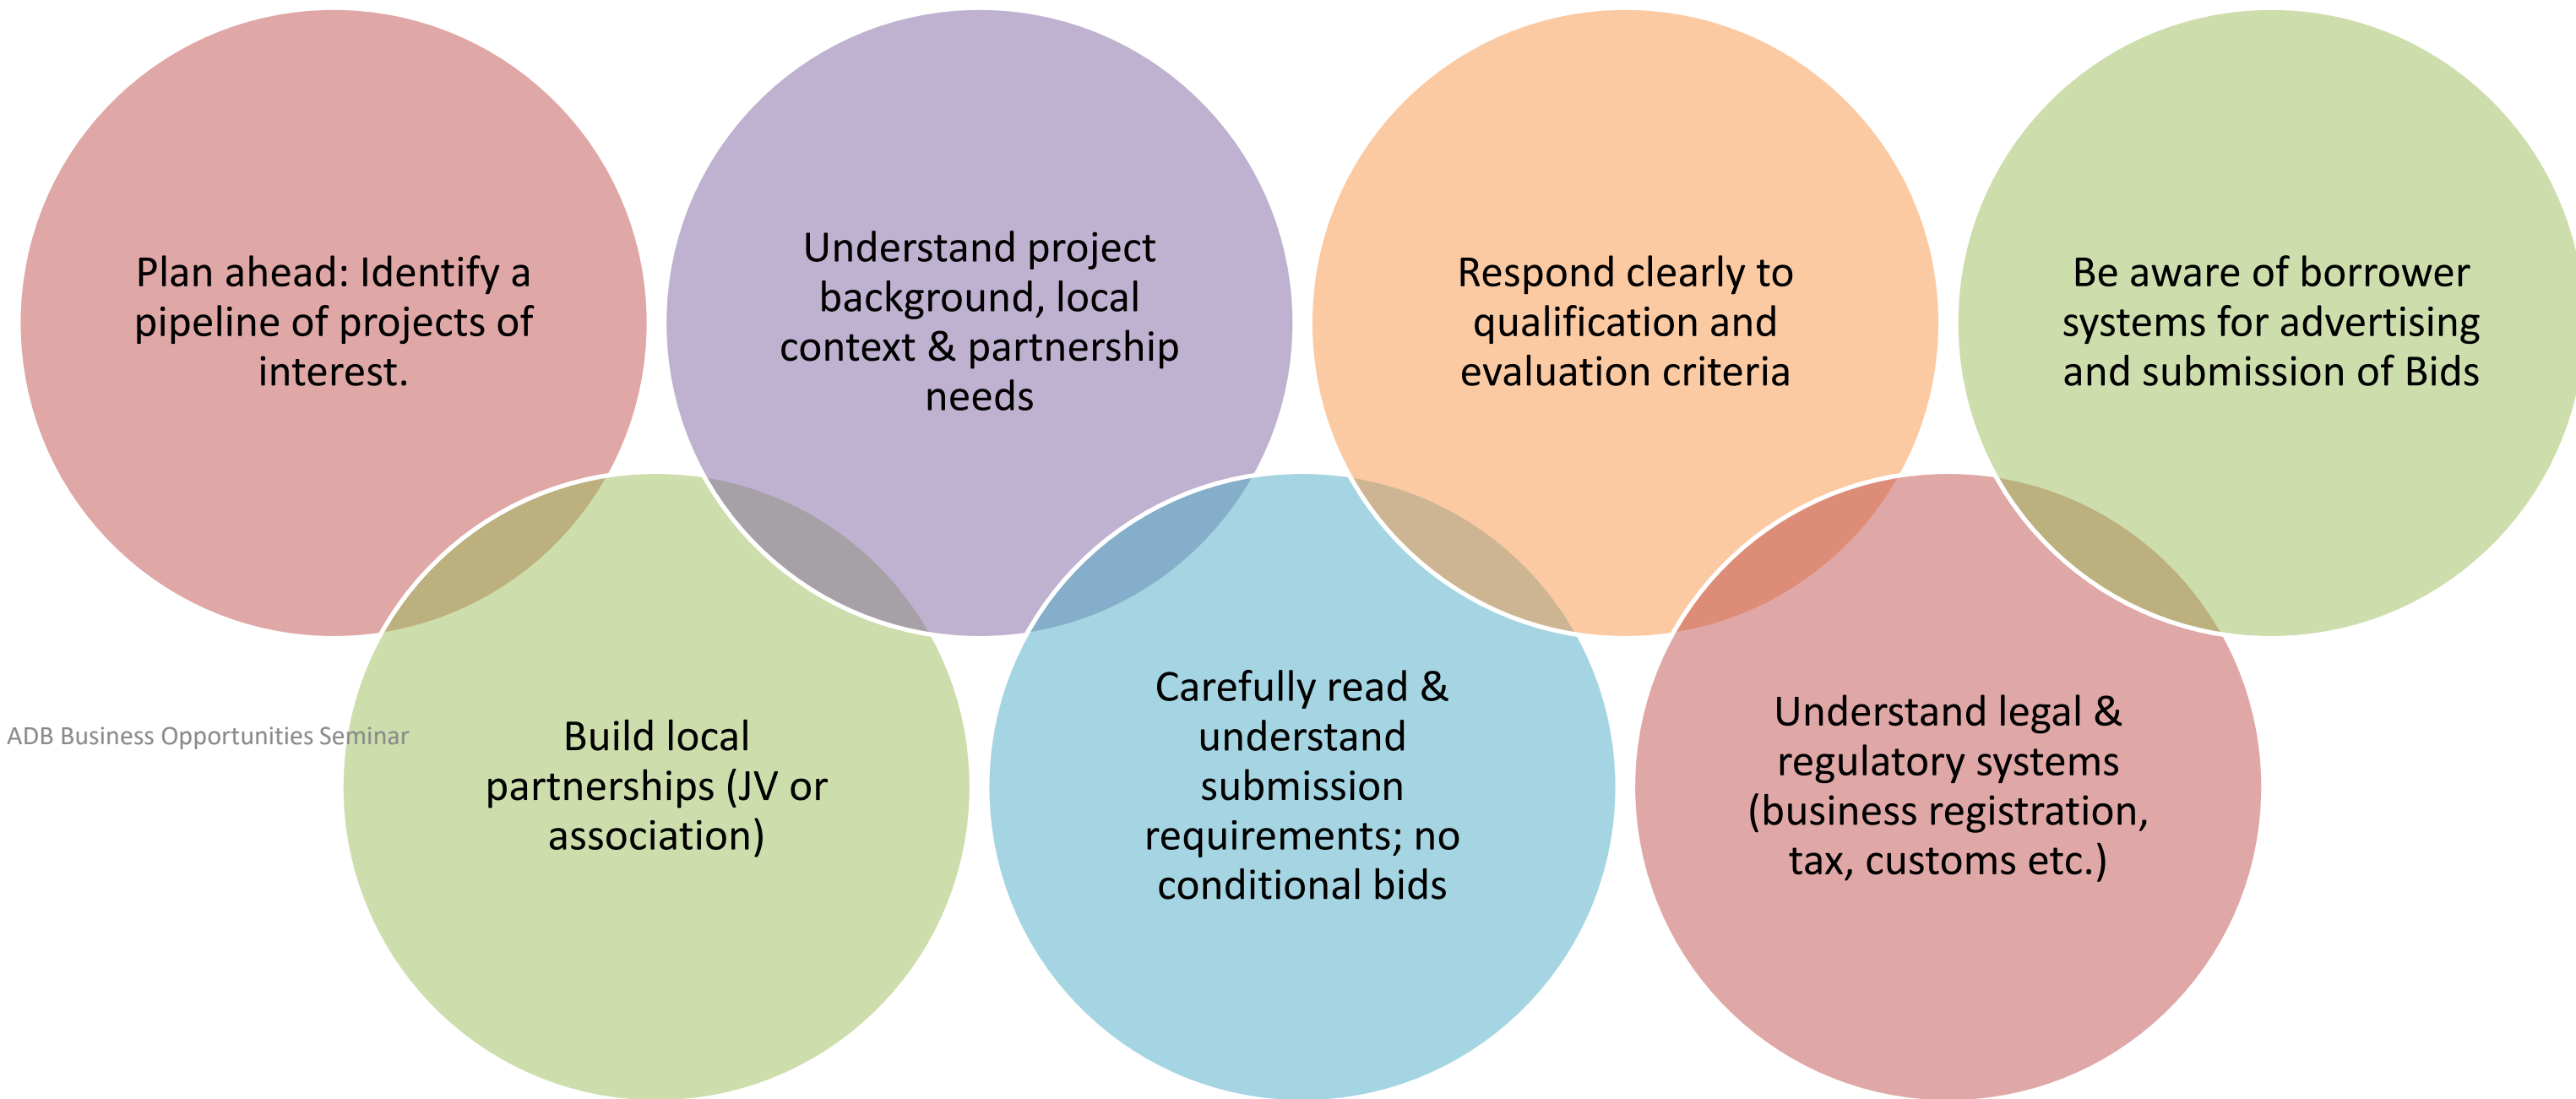 Plan ahead: Identify a
pipeline of projects of
interest.
Build local
partnerships (JV or
association)
Understand project
background, local
context & partnership
needs
Carefully read &
understand
submission
requirements; no
conditional bids
Respond clearly to
qualification and
evaluation criteria
Understand legal &
regulatory systems
(business registration,
tax, customs etc.)
Be aware of borrower
systems for advertising
and submission of Bids
ADB Business Opportunities Seminar